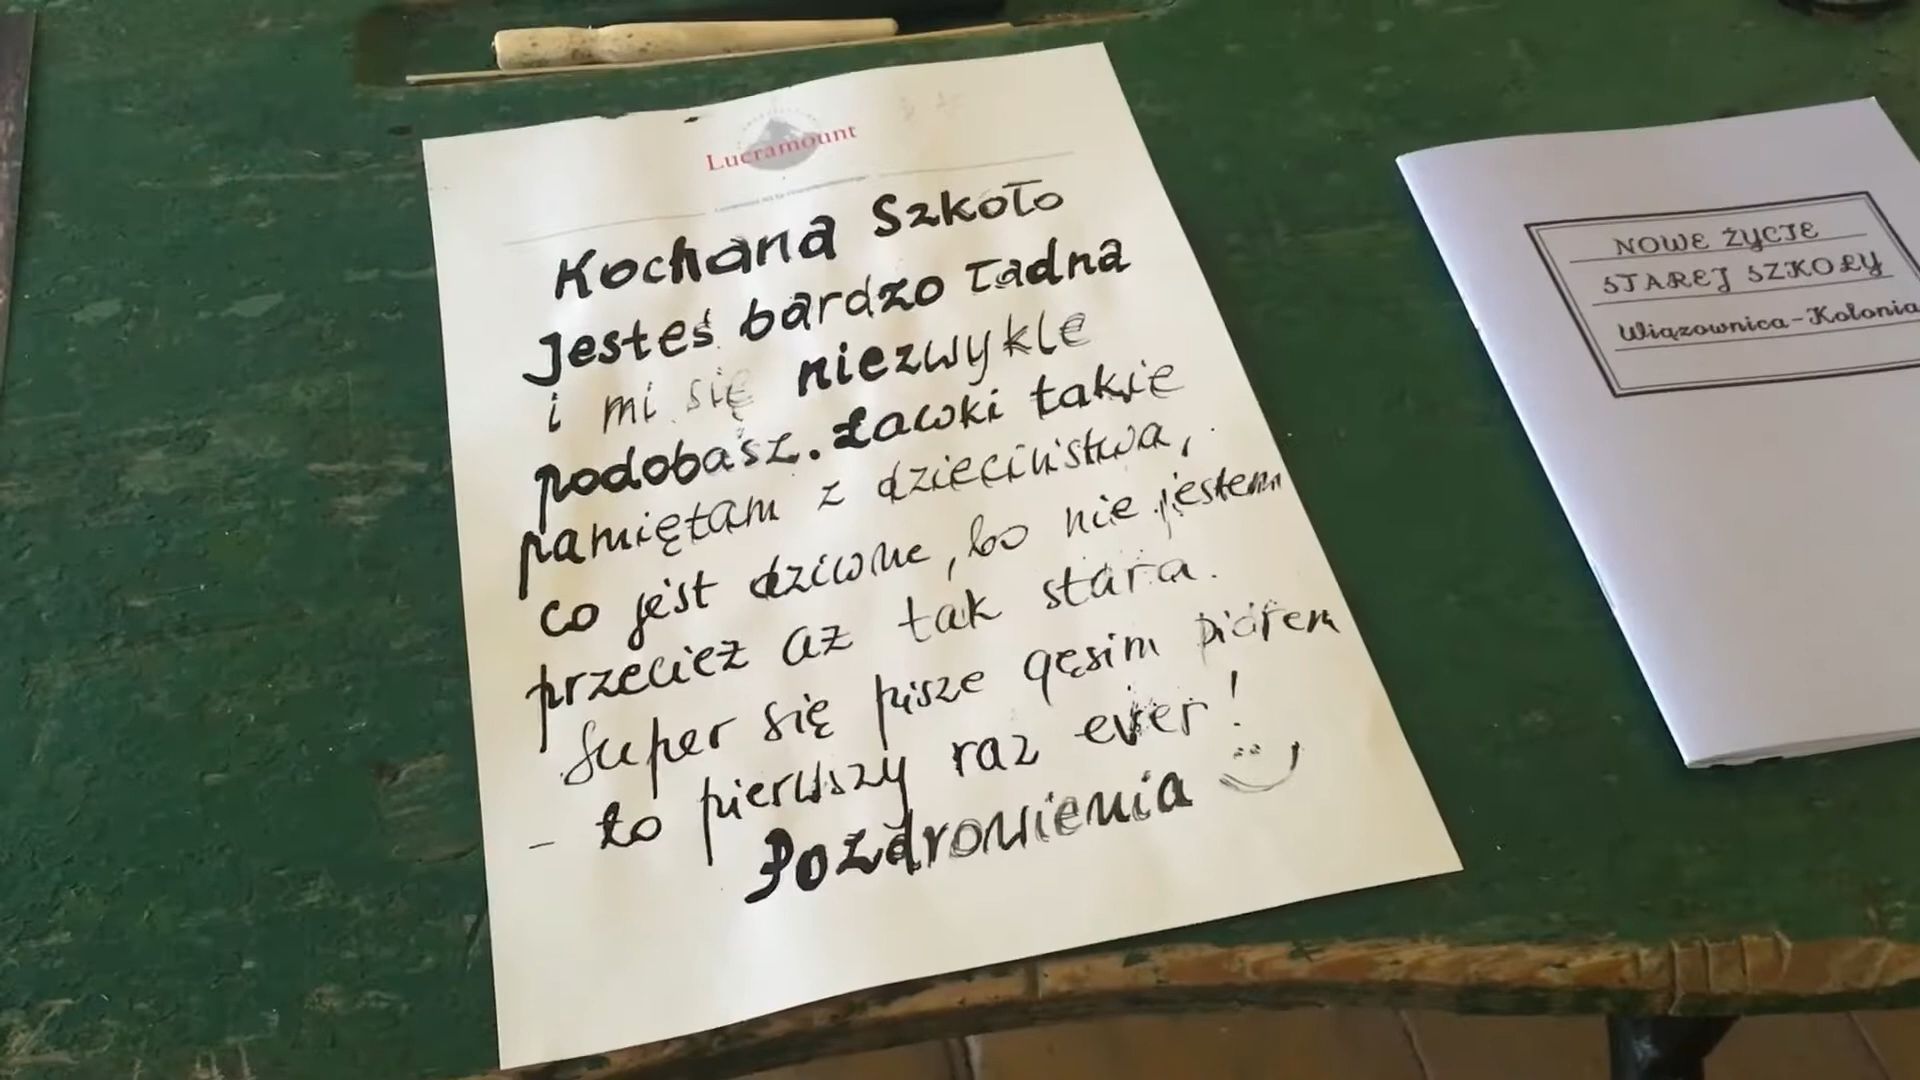 Lucramount
Kochana Szkoło
Jesteś bardzo ładna
i mi się niezwykle
podobasz. Ławki takie
pamiętam z dzieciństwa,
co jest dziwne, bo nie jestem
przecież aż tak stara.
Super się pisze gęsim piórem
- to pierwszy raz ever!
Pozdrowienia
NOWE ŻYCIE
STAREJ SZKOŁY
Wiązownica-Kolonia